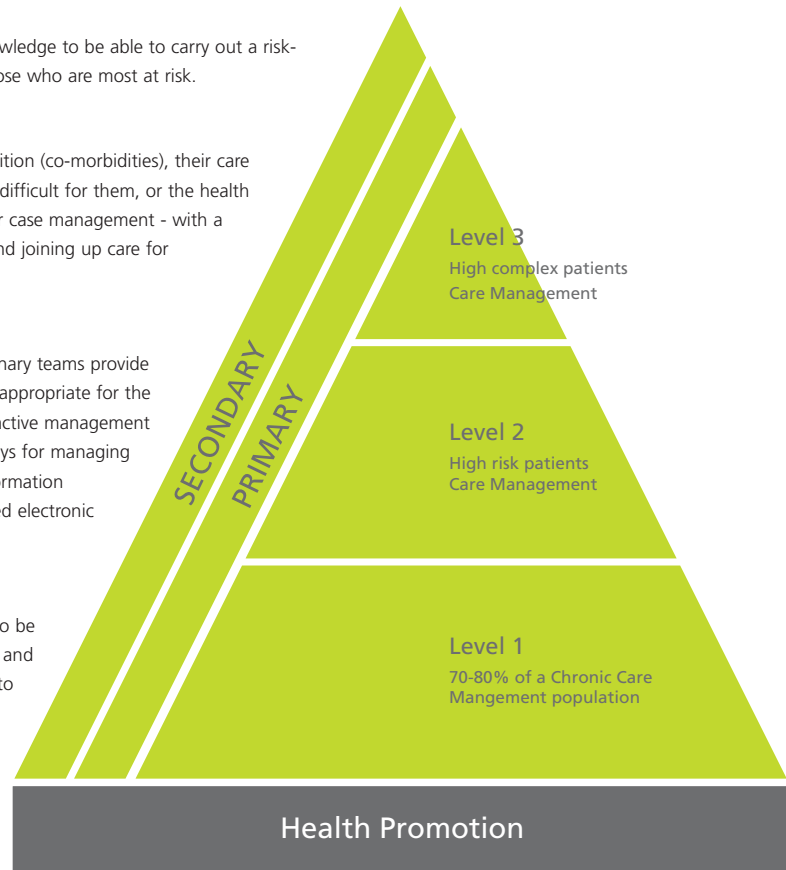 wledge to be able to carry out a risk-
ose who are most at risk.
ition (co-morbidities), their care
difficult for them, or the health
r case management - with a
nd joining up care for
nary teams provide
appropriate for the
active management
ys for managing
ormation
ed electronic
o be
and
to
SECONDARY
PRIMARY
Level 3
High complex patients
Care Management
Level 2
High risk patients
Care Management
Level 1
70-80% of a Chronic Care
Mangement population
Health Promotion